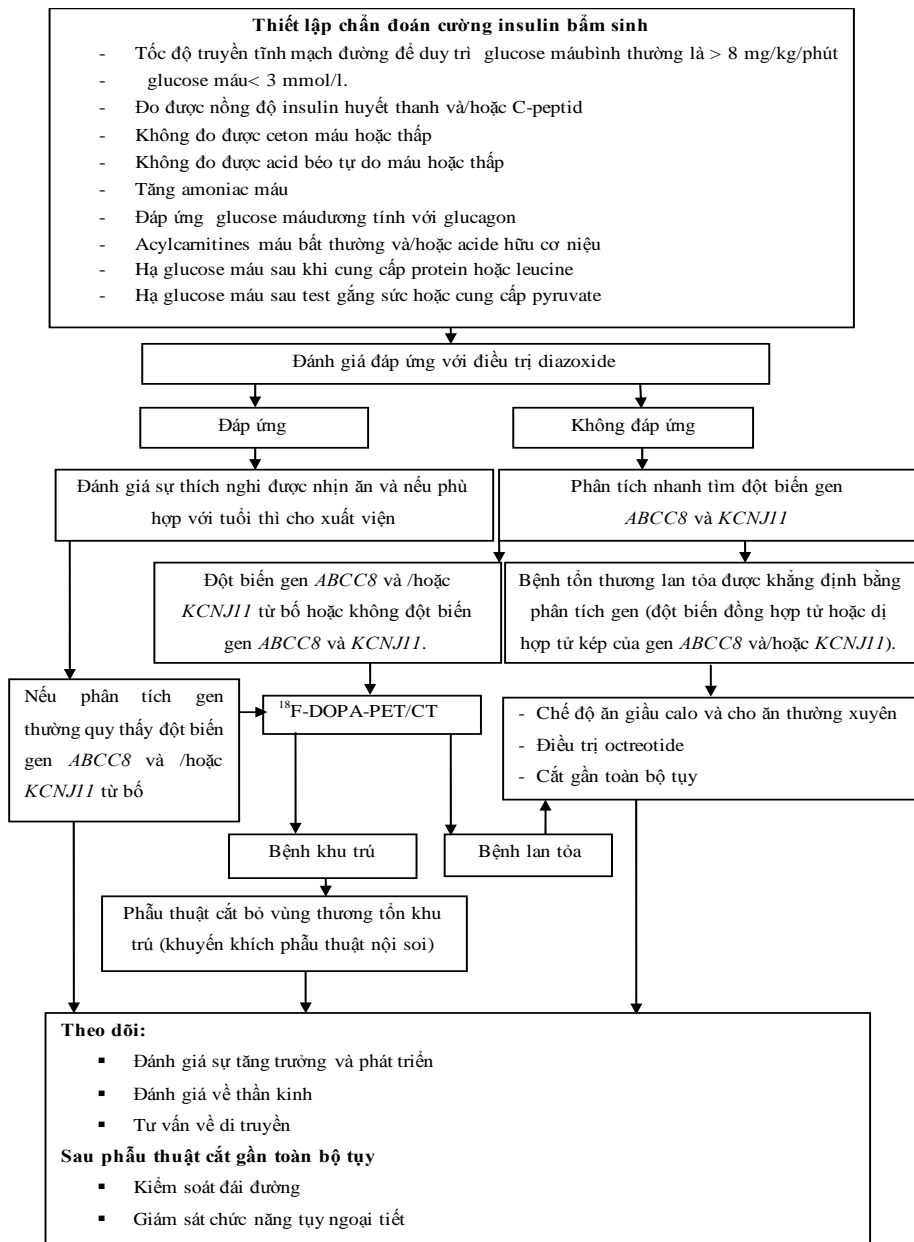 Thiết lập chẩn đoán cường insulin bẩm sinh
- Tốc độ truyền tĩnh mạch đường để duy trì glucose máubình thường là > 8 mg/kg/phút
- glucose máu< 3 mmol/l.
- Đo được nồng độ insulin huyết thanh và/hoặc C-peptid
- Không đo được ceton máu hoặc thấp
- Không đo được acid béo tự do máu hoặc thấp
- Tăng amoniac máu
- Đáp ứng glucose máudương tính với glucagon
- Acylcarnitines máu bất thường và/hoặc acide hữu cơ niệu
- Hạ glucose máu sau khi cung cấp protein hoặc leucine
- Hạ glucose máu sau test gắng sức hoặc cung cấp pyruvate
Đánh giá đáp ứng với điều trị diazoxide
Đáp ứng
Không đáp ứng
Đánh giá sự thích nghi được nhịn ăn và nếu phù
hợp với tuổi thì cho xuất viện
Phân tích nhanh tìm đột biến gen
ABCC8 và KCNJ11
Đột biến gen ABCC8 và /hoặc
KCNJ11 từ bố hoặc không đột biến
gen ABCC8 và KCNJ11.
Bệnh tổn thương lan tỏa được khẳng định bằng
phân tích gen (đột biến đồng hợp tử hoặc dị
hợp tử kép của gen ABCC8 và/hoặc KCNJ11).
Nếu phân tích gen
thường quy thấy đột biến
gen ABCC8 và /hoặc
KCNJ11 từ bố
18F-DOPA-PET/CT
- Chế độ ăn giầu calo và cho ăn thường xuyên
- Điều trị octreotide
- Cắt gần toàn bộ tụy
Bệnh khu trú
Bệnh lan tỏa
Phẫu thuật cắt bỏ vùng thương tổn khu
trú (khuyến khích phẫu thuật nội soi)
Theo dõi:
▪ Đánh giá sự tăng trưởng và phát triển
▪ Đánh giá về thần kinh
▪ Tư vấn về di truyền
Sau phẫu thuật cắt gần toàn bộ tụy
▪ Kiểm soát đái đường
▪ Giám sát chức năng tụy ngoại tiết